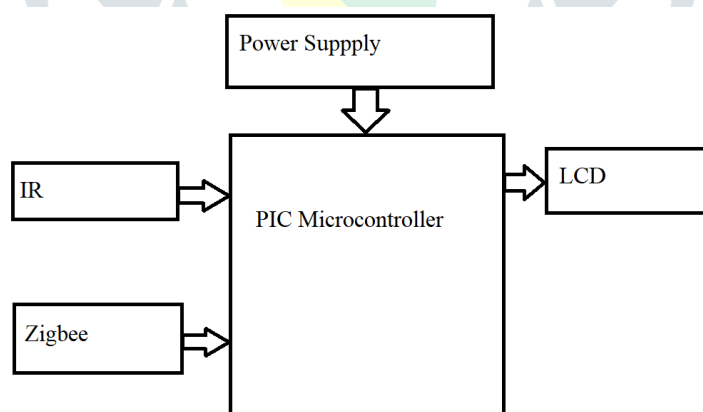 Power Suppply
IR
LCD
PIC Microcontroller
Zigbee